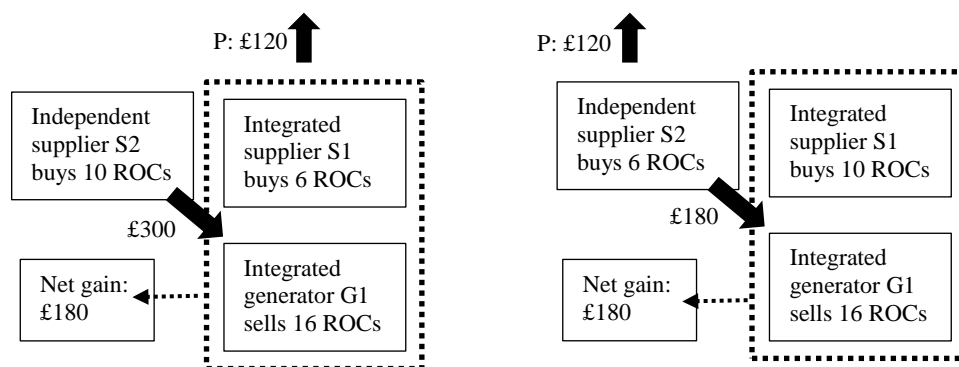 P: £120
Independent
supplier S2
buys 10 ROCs
Integrated
supplier S1
buys 6 ROCs
£300
Net gain:
£180
Integrated
generator G1
sells 16 ROCs
P: £120
Independent
supplier S2
buys 6 ROCs
Integrated
supplier S1
buys 10 ROCs
£180
Net gain:
£180
Integrated
generator G1
sells 16 ROCs